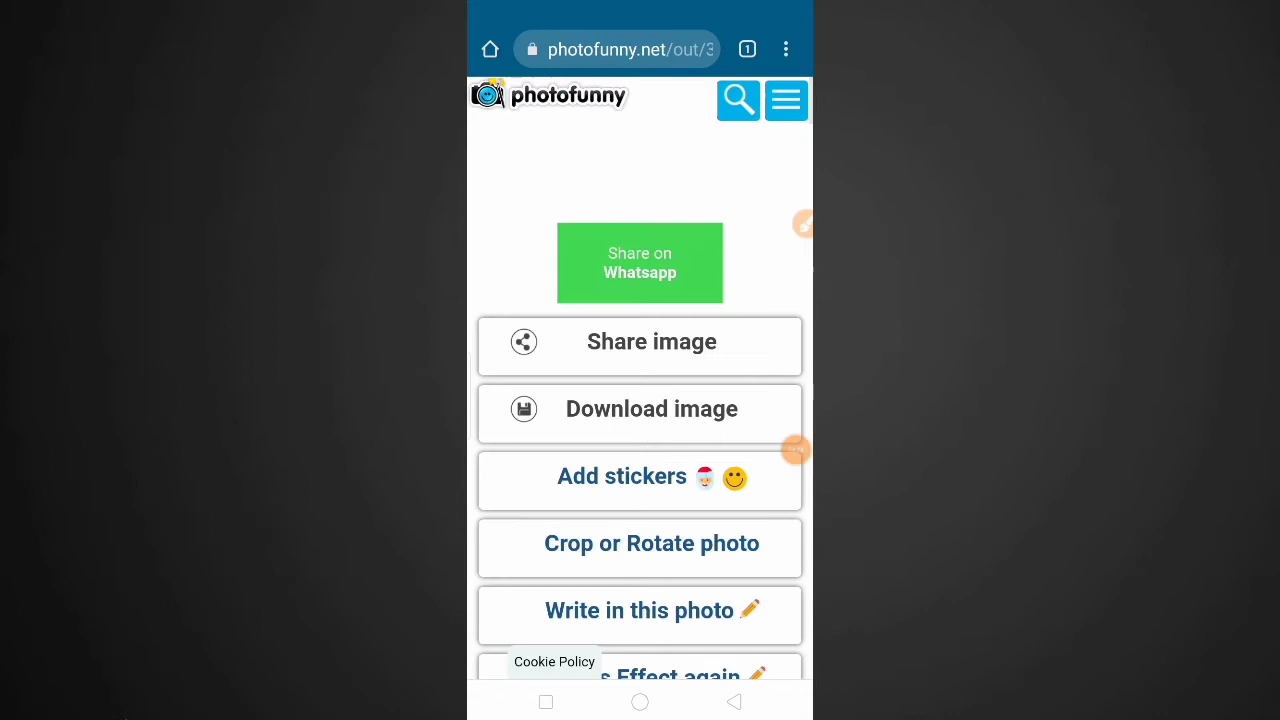 photofunny.net/out/3
1
photofunny
Share on
Whatsapp
Share image
Download image
Add stickers
Crop or Rotate photo
Write in this photo
Cookie Policy
s Effect again